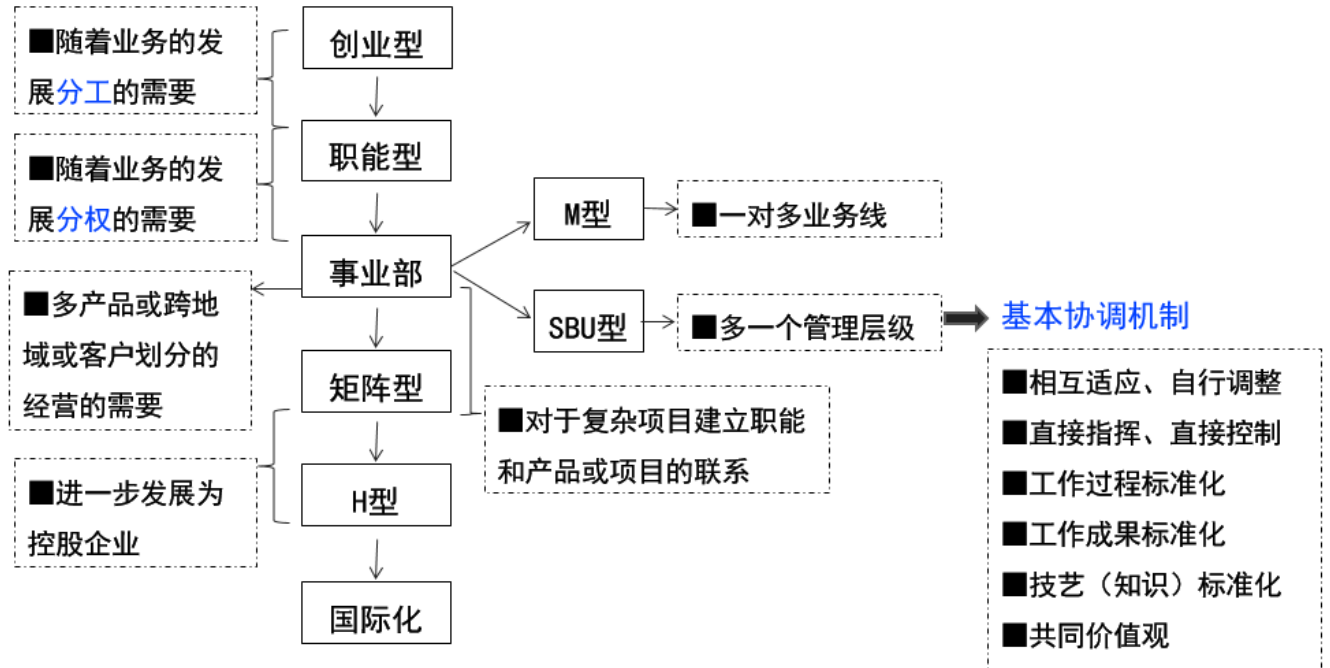 ■随着业务的发
展分工的需要
创业型
■随着业务的发
展分权的需要
职能型
M型
■一对多业务线
事业部
■多产品或跨地
域或客户划分的
经营的需要
SBU型
■多一个管理层级
基本协调机制
■相互适应、自行调整
■直接指挥、直接控制
■工作过程标准化
■工作成果标准化
■技艺（知识）标准化
■共同价值观
矩阵型
■对于复杂项目建立职能
和产品或项目的联系
■进一步发展为
控股企业
H型
国际化